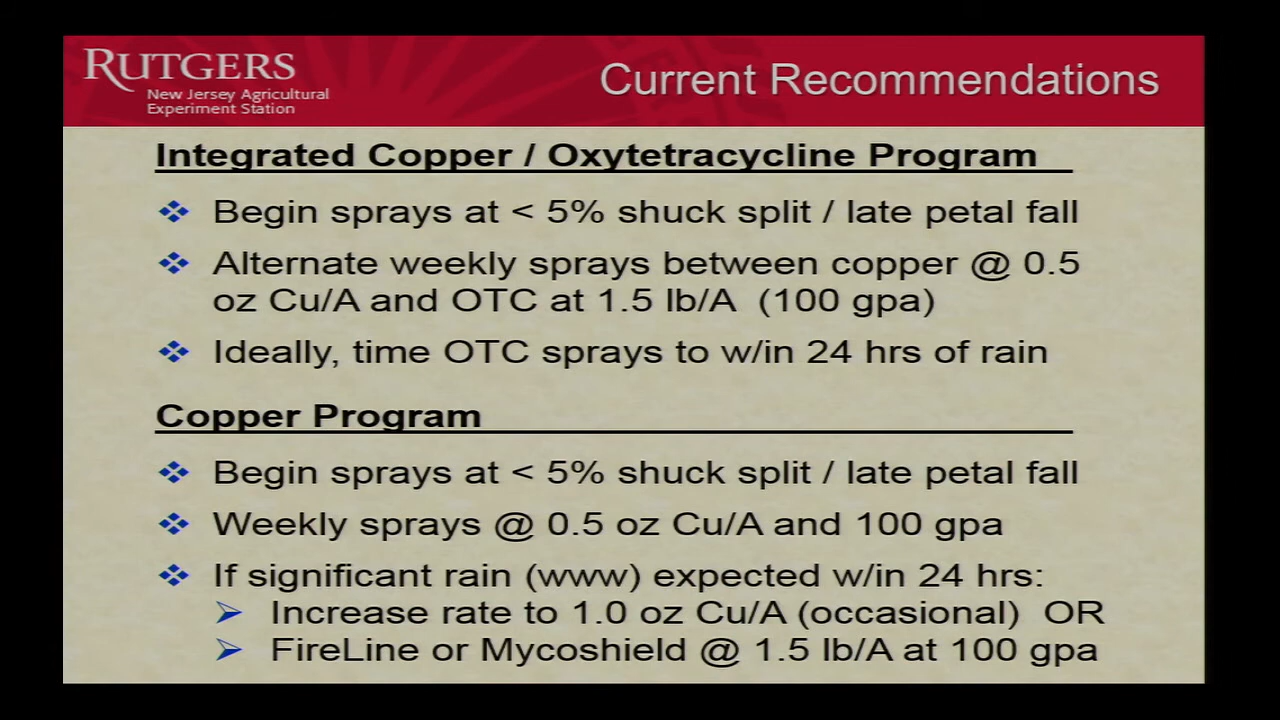 RUTGERS
New Jersey Agricultural
Experiment Station
Current Recommendations
Integrated Copper / Oxytetracycline Program
Begin sprays at < 5% shuck split / late petal fall
Alternate weekly sprays between copper @ 0.5
oz Cu/A and OTC at 1.5 lb/A (100 gpa)
Ideally, time OTC sprays to w/in 24 hrs of rain
Copper Program
Begin sprays at < 5% shuck split / late petal fall
Weekly sprays @ 0.5 oz Cu/A and 100 gpa
If significant rain (www) expected w/in 24 hrs:
Increase rate to 1.0 oz Cu/A (occasional) OR
FireLine or Mycoshield @ 1.5 lb/A at 100 gpa